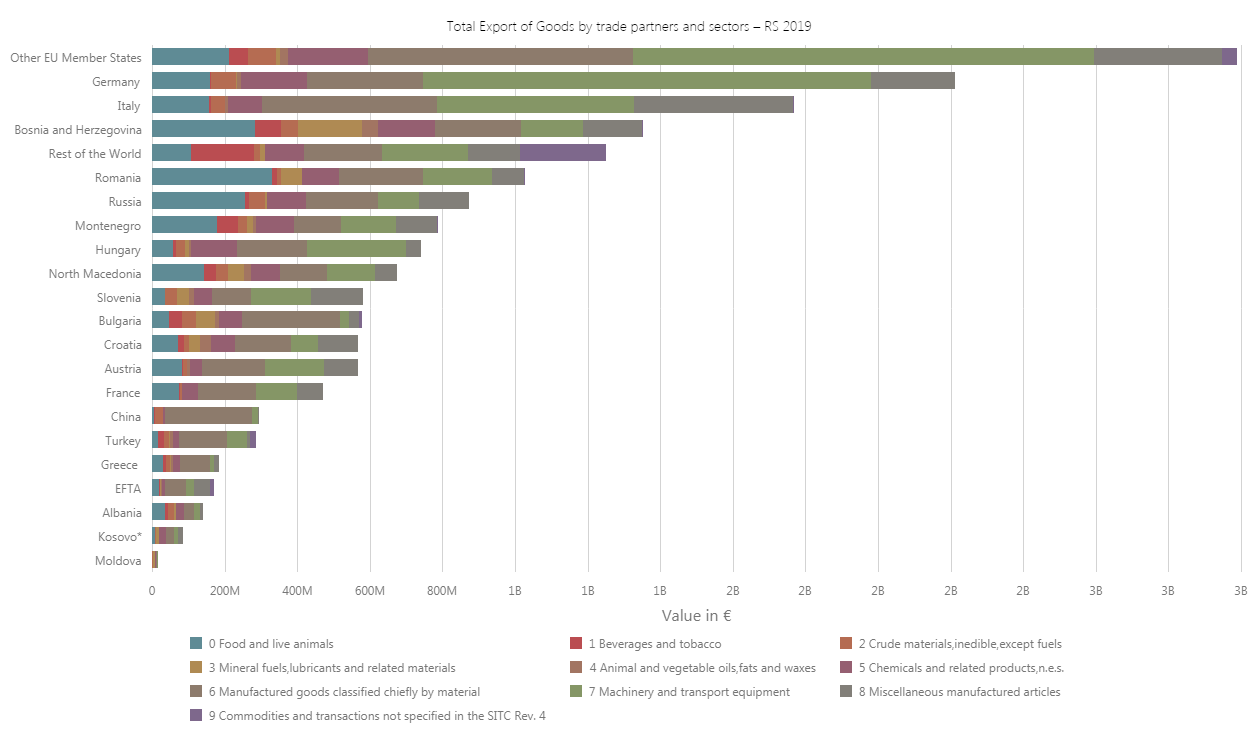 Total Export of Goods by trade partners and sectors – RS 2019
Other EU Member States
Germany
Italy
Bosnia and Herzegovina
Rest of the World
Romania
Russia
Montenegro
Hungary
North Macedonia
Slovenia
Bulgaria
Croatia
Austria
France
China
Turkey
Greece
EFTA
Albania
Kosovo*
Moldova
0 200M 400M 600M 800M 1B 1B 1B 2B 2B 2B 2B 2B 3B 3B 3B
Value in €
0 Food and live animals 1 Beverages and tobacco 2 Crude materials,inedible,except fuels
3 Mineral fuels,lubricants and related materials 4 Animal and vegetable oils,fats and waxes 5 Chemicals and related products,n.e.s.
6 Manufactured goods classified chiefly by material 7 Machinery and transport equipment 8 Miscellaneous manufactured articles
9 Commodities and transactions not specified in the SITC Rev. 4